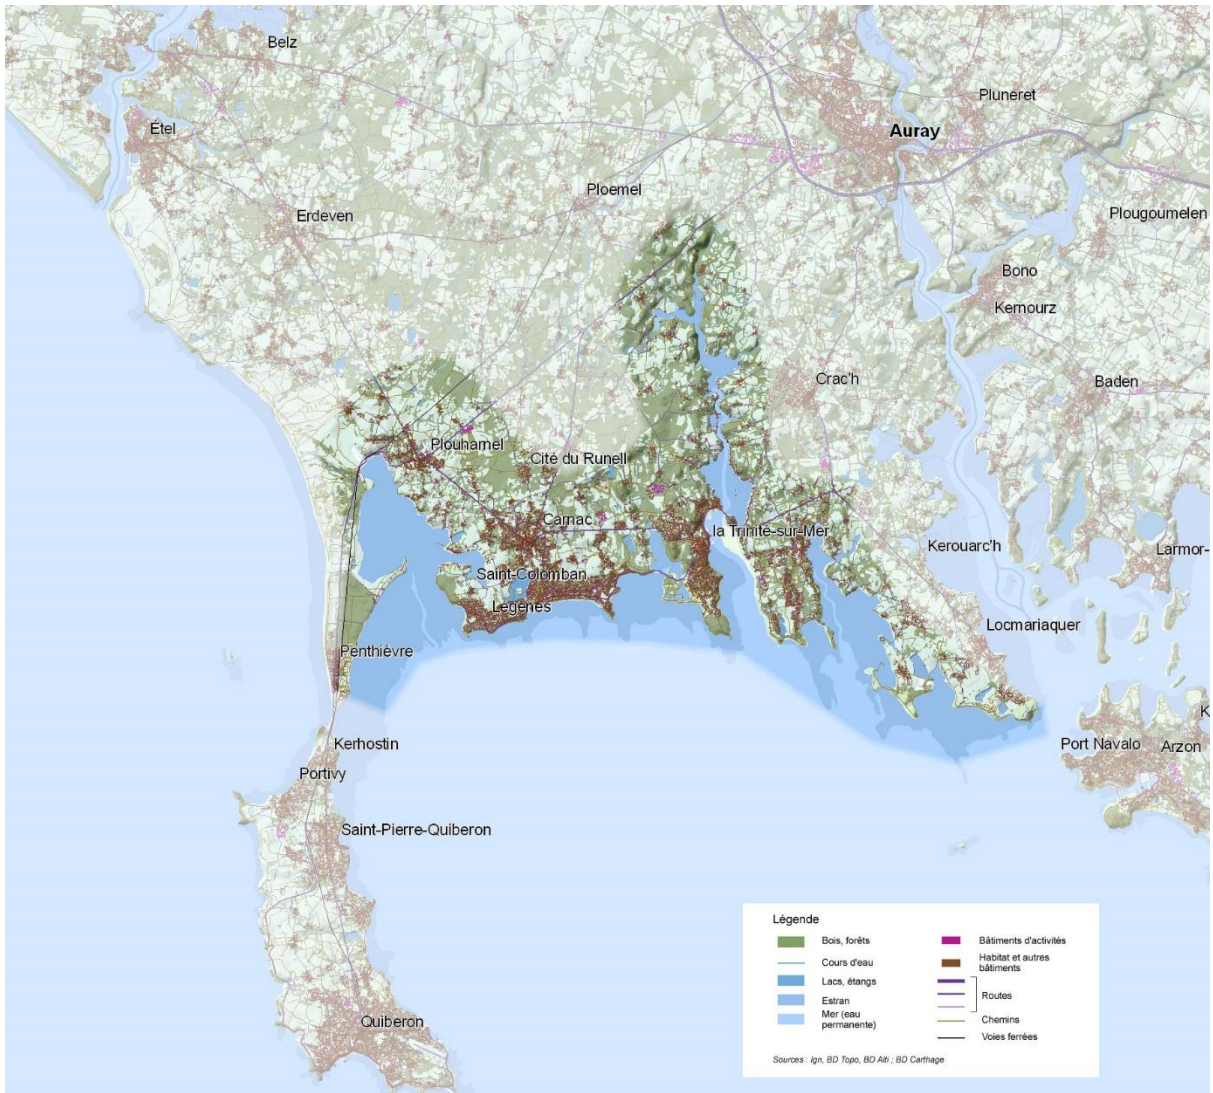 Belz
Pluneret
Étel
Auray
Ploemel
Erdeven
Plougoumelen
Bono
Kernourz
Crac'h
Baden
Plouharnel
Cité du Runell
Carnac
la Trinité-sur-Mer
Kerouarc'h
Larmor-
Saint-Colomban
Légenès
Locmariaquer
Penthièvre
K
Kerhostin
Port Navalo
Arzon
Portivy
Saint-Pierre-Quiberon
Quiberon
Légende
Bois, forêts
Cours d'eau
Lacs, étangs
Estran
Mer (eau
permanente)
Bâtiments d'activités
Habitat et autres
bâtiments
Routes
Chemins
Voies ferrées
Sources : Ign, BD Topo, BD Alti ; BD Carthage